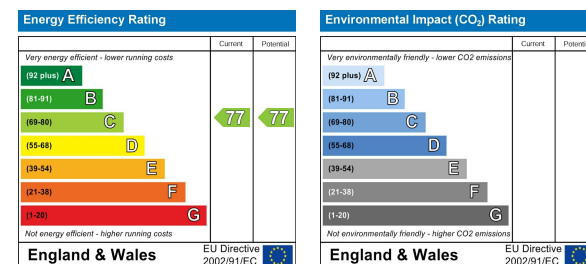 Energy Efficiency Rating
Current Potential
Very energy efficient - lower running costs
(92 plus) A
(81-91) B
(69-80) C 77 77
(55-68) D
(39-54) E
(21-38) F
(1-20) G
Not energy efficient - higher running costs
England & Wales
EU Directive
2002/91/EC
Environmental Impact (CO₂) Rating
Current Potenti
Very environmentally friendly - lower CO2 emissions
(92 plus) A
(81-91) B
(69-80) C
(55-68) D
(39-54) E
(21-38) F
(1-20) G
Not environmentally friendly - higher CO2 emissions
England & Wales
EU Directive
2002/91/EC